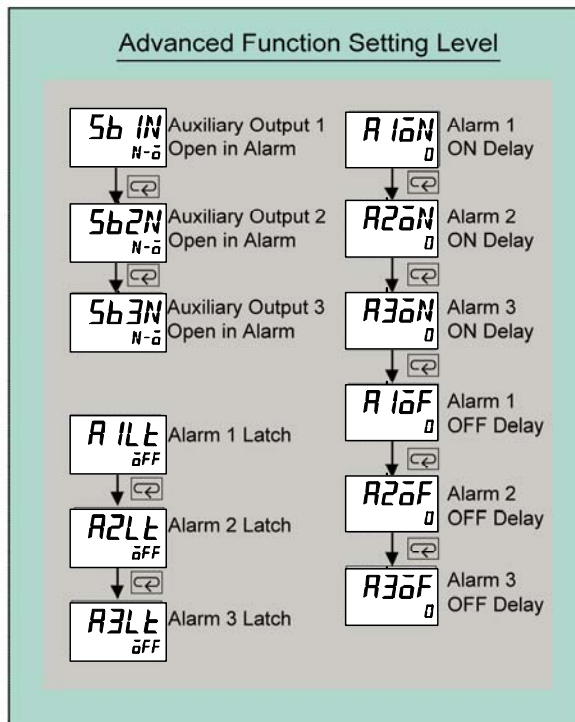 Advanced Function Setting Level
Sb1N
N-o
Auxiliary Output 1
Open in Alarm
Sb2N
N-o
Auxiliary Output 2
Open in Alarm
Sb3N
N-o
Auxiliary Output 3
Open in Alarm
A1Lt
oFF
Alarm 1 Latch
A2Lt
oFF
Alarm 2 Latch
A3Lt
oFF
Alarm 3 Latch
A1oN
0
Alarm 1
ON Delay
A2oN
0
Alarm 2
ON Delay
A3oN
0
Alarm 3
ON Delay
A1oF
0
Alarm 1
OFF Delay
A2oF
0
Alarm 2
OFF Delay
A3oF
0
Alarm 3
OFF Delay